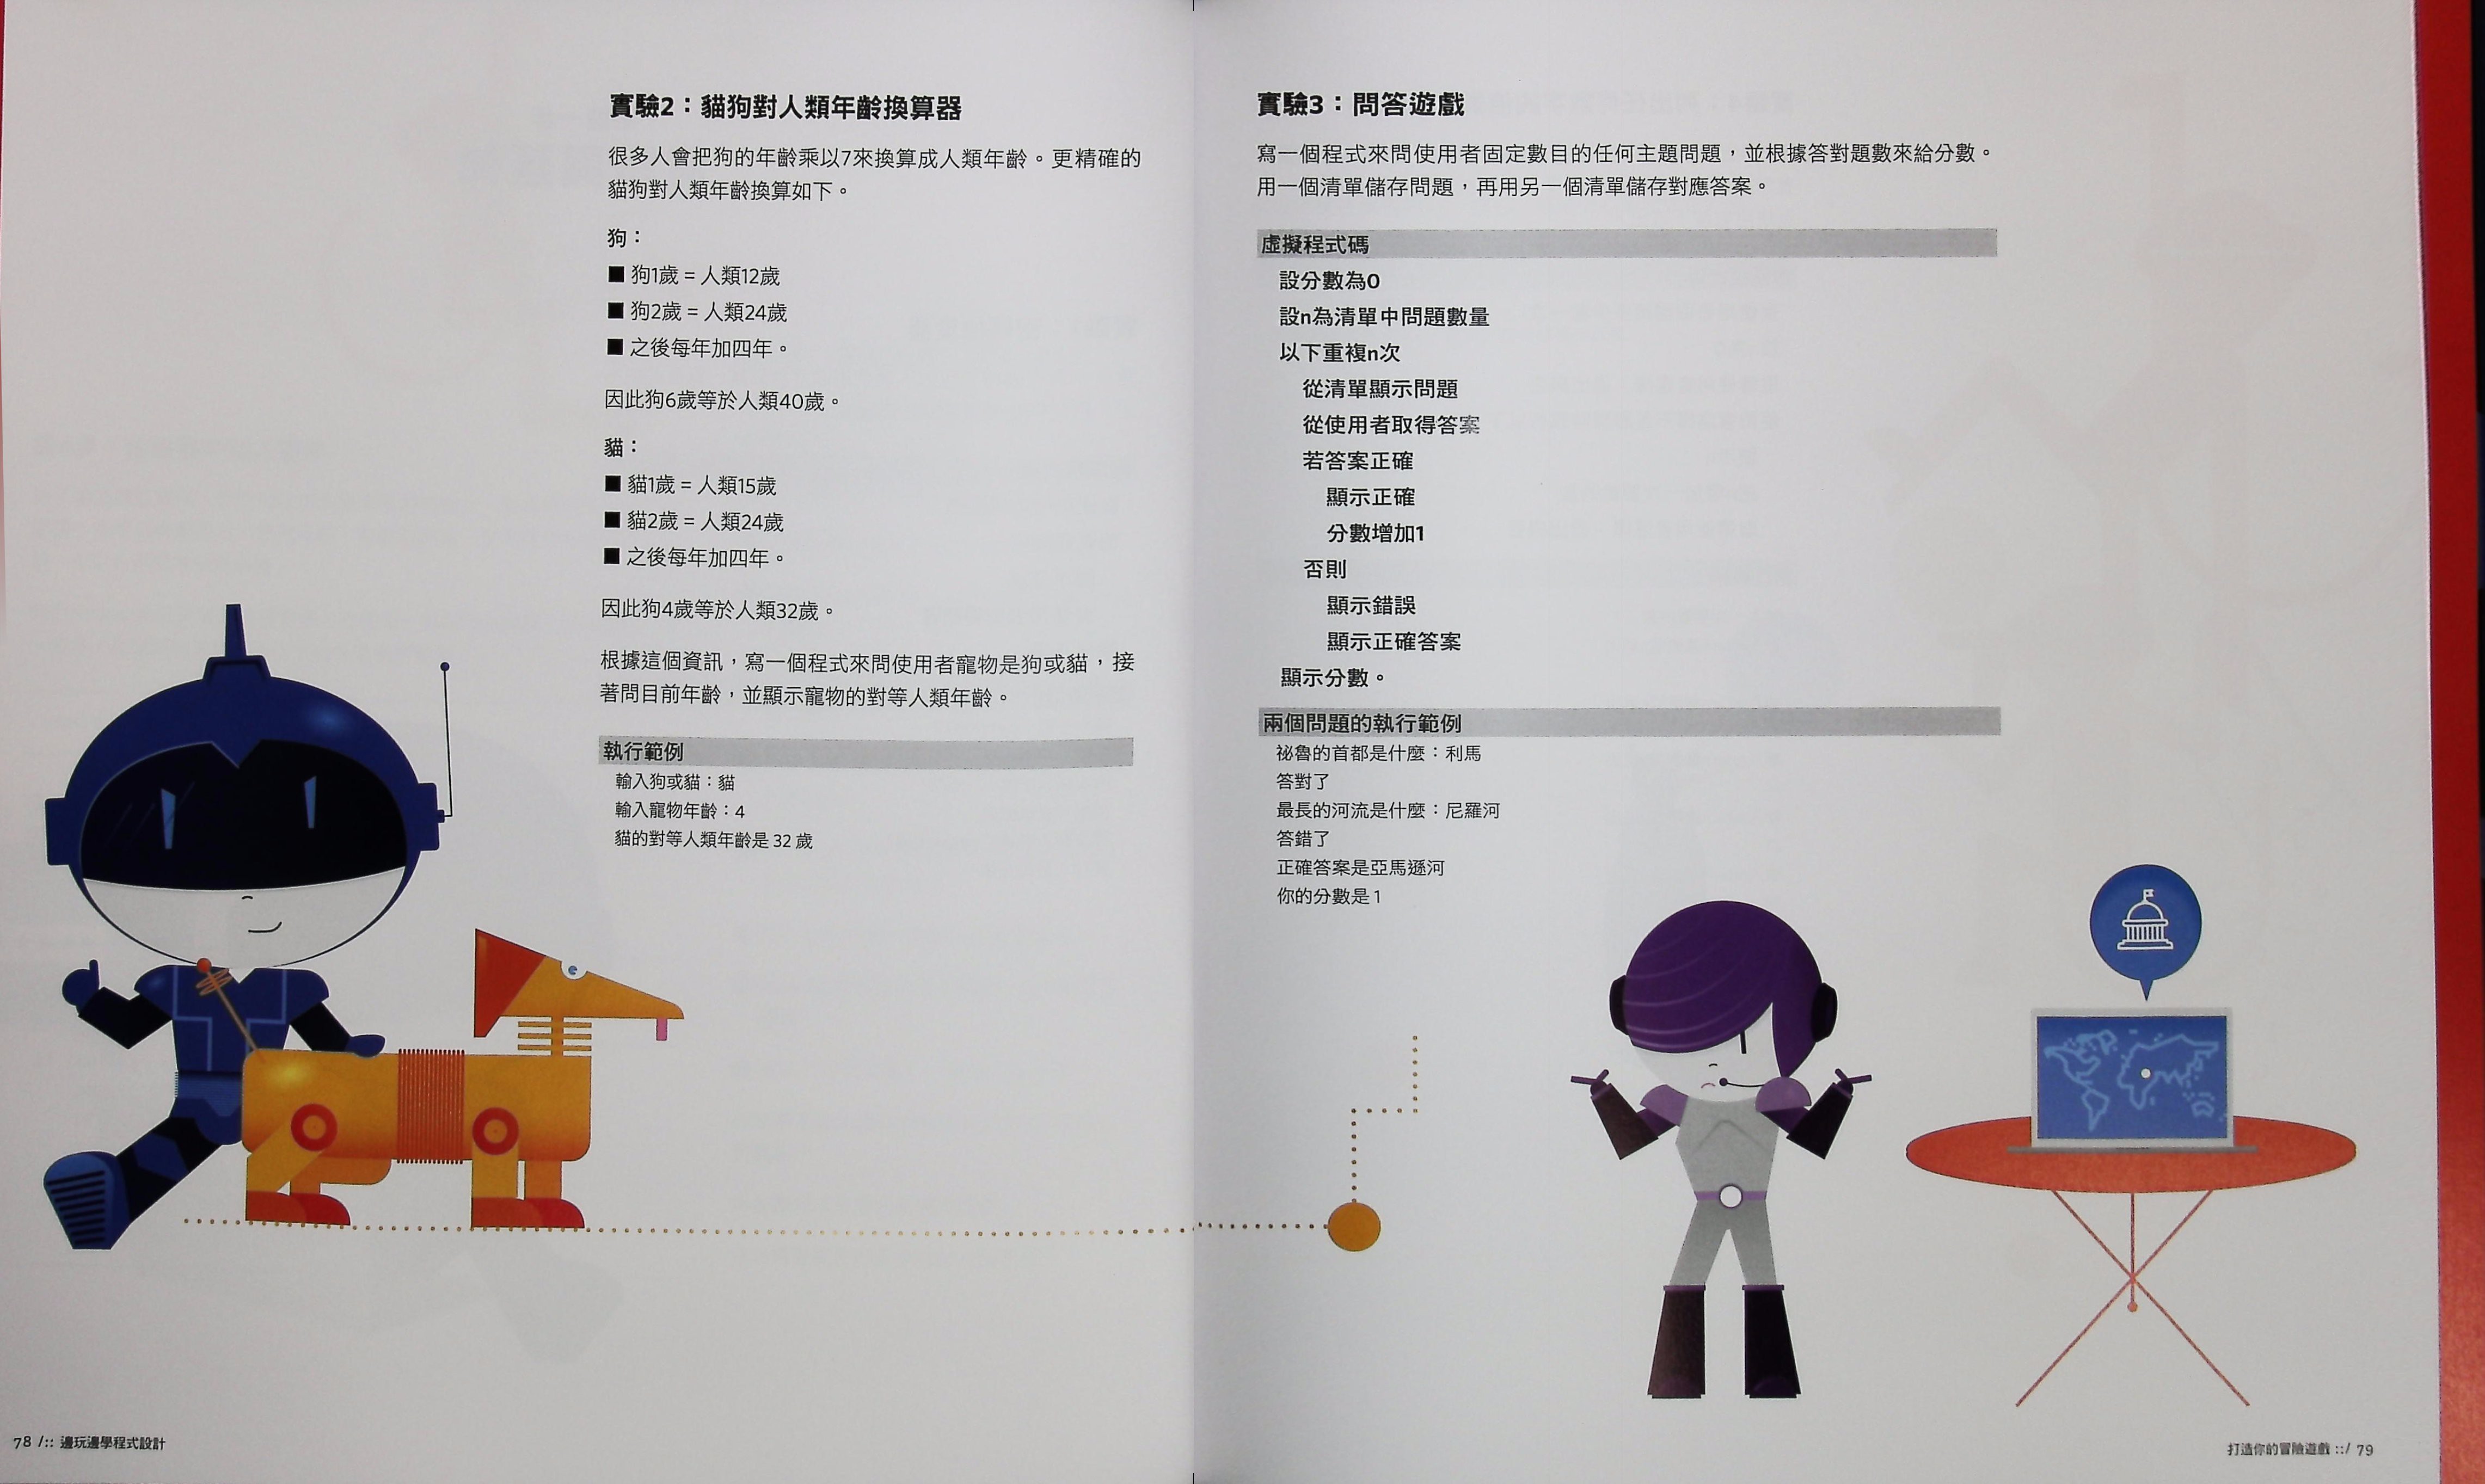 實驗2：貓狗對人類年齡換算器
很多人會把狗的年齡乘以7來換算成人類年齡。更精確的
貓狗對人類年齡換算如下。
狗：
■ 狗1歲 = 人類12歲
■ 狗2歲 = 人類24歲
■ 之後每年加四年。
因此狗6歲等於人類40歲。
貓：
■ 貓1歲 = 人類15歲
■ 貓2歲 = 人類24歲
■ 之後每年加四年。
因此狗4歲等於人類32歲。
根據這個資訊，寫一個程式來問使用者寵物是狗或貓，接
著問目前年齡，並顯示寵物的對等人類年齡。
執行範例
輸入狗或貓：貓
輸入寵物年齡：4
貓的對等人類年齡是 32 歲
78 /:: 邊玩邊學程式設計
實驗3：問答遊戲
寫一個程式來問使用者固定數目的任何主題問題，並根據答對題數來給分數。
用一個清單儲存問題，再用另一個清單儲存對應答案。
虛擬程式碼
設分數為0
設n為清單中問題數量
以下重複n次
從清單顯示問題
從使用者取得答案
若答案正確
顯示正確
分數增加1
否則
顯示錯誤
顯示正確答案
顯示分數。
兩個問題的執行範例
祕魯的首都是什麼：利馬
答對了
最長的河流是什麼：尼羅河
答錯了
正確答案是亞馬遜河
你的分數是 1
打造你的冒險遊戲 ::/ 79